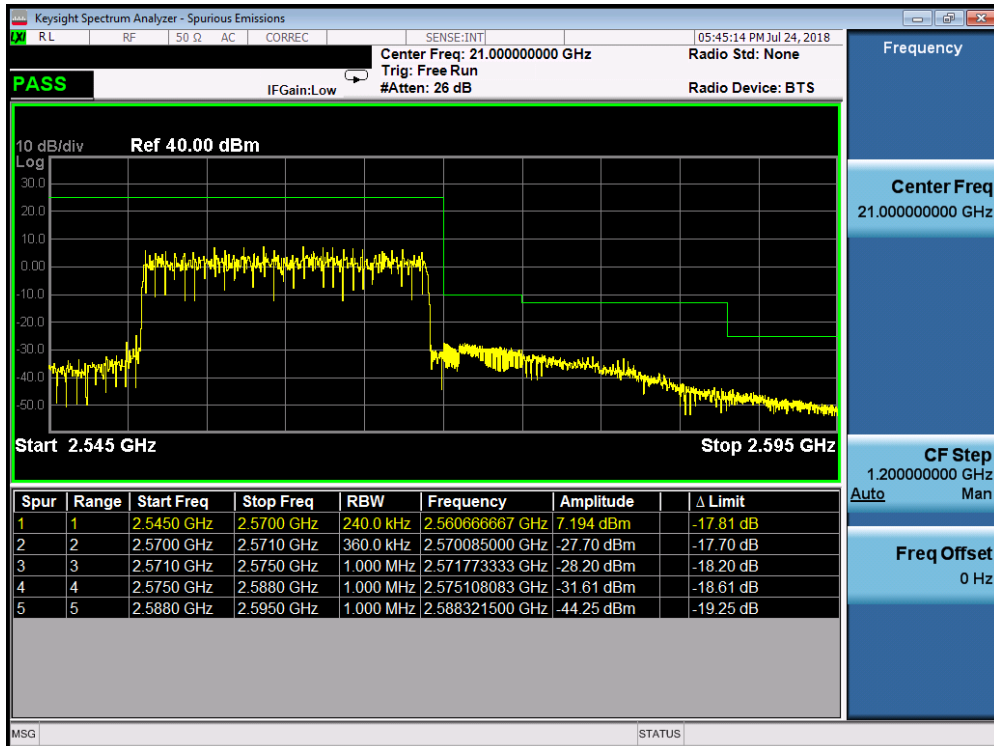 Keysight Spectrum Analyzer - Spurious Emissions
LXI RL RF 50 Ω AC CORREC SENSE:INT 05:45:14 PM Jul 24, 2018
Center Freq: 21.000000000 GHz Radio Std: None
Trig: Free Run
PASS IFGain:Low #Atten: 26 dB Radio Device: BTS
Frequency
10 dB/div Ref 40.00 dBm
Log
30.0
20.0
10.0
0.00
-10.0
-20.0
-30.0
-40.0
-50.0
Start 2.545 GHz Stop 2.595 GHz
Spur Range Start Freq Stop Freq RBW Frequency Amplitude Δ Limit
1 1 2.5450 GHz 2.5700 GHz 240.0 kHz 2.560666667 GHz 7.194 dBm -17.81 dB
2 2 2.5700 GHz 2.5710 GHz 360.0 kHz 2.570085000 GHz -27.70 dBm -17.70 dB
3 3 2.5710 GHz 2.5750 GHz 1.000 MHz 2.571773333 GHz -28.20 dBm -18.20 dB
4 4 2.5750 GHz 2.5880 GHz 1.000 MHz 2.575108083 GHz -31.61 dBm -18.61 dB
5 5 2.5880 GHz 2.5950 GHz 1.000 MHz 2.588321500 GHz -44.25 dBm -19.25 dB
Center Freq
21.000000000 GHz
CF Step
1.200000000 GHz
Auto Man
Freq Offset
0 Hz
MSG STATUS